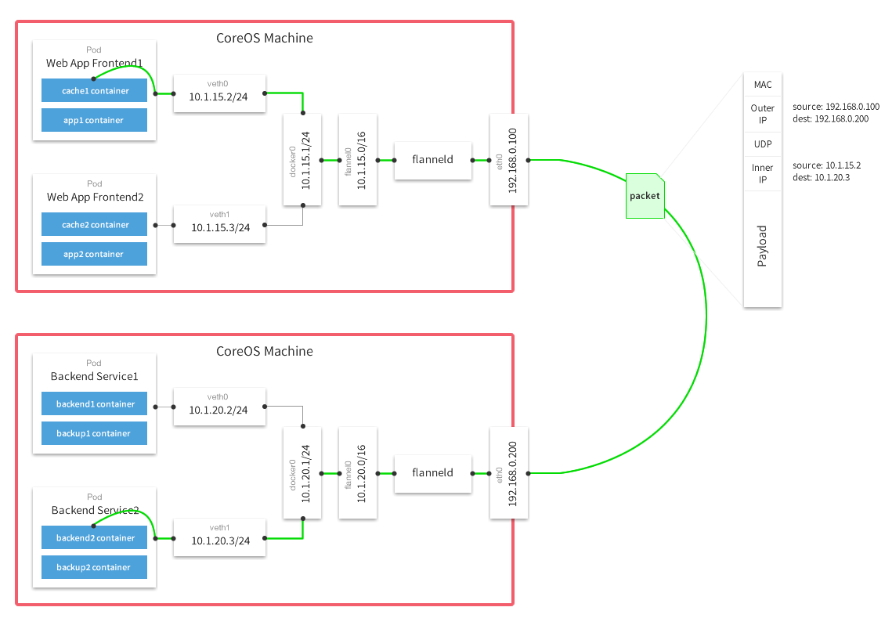 CoreOS Machine
Pod
Web App Frontend1
cache1 container
app1 container
veth0
10.1.15.2/24
Pod
Web App Frontend2
cache2 container
app2 container
veth1
10.1.15.3/24
docker0
10.1.15.1/24
flannel0
10.1.15.0/16
flanneld
eth0
192.168.0.100
packet
MAC
Outer
IP
source: 192.168.0.100
dest: 192.168.0.200
UDP
Inner
IP
source: 10.1.15.2
dest: 10.1.20.3
Payload
CoreOS Machine
Pod
Backend Service1
backend1 container
backup1 container
veth0
10.1.20.2/24
Pod
Backend Service2
backend2 container
backup2 container
veth1
10.1.20.3/24
docker0
10.1.20.1/24
flannel0
10.1.20.0/16
flanneld
eth0
192.168.0.200